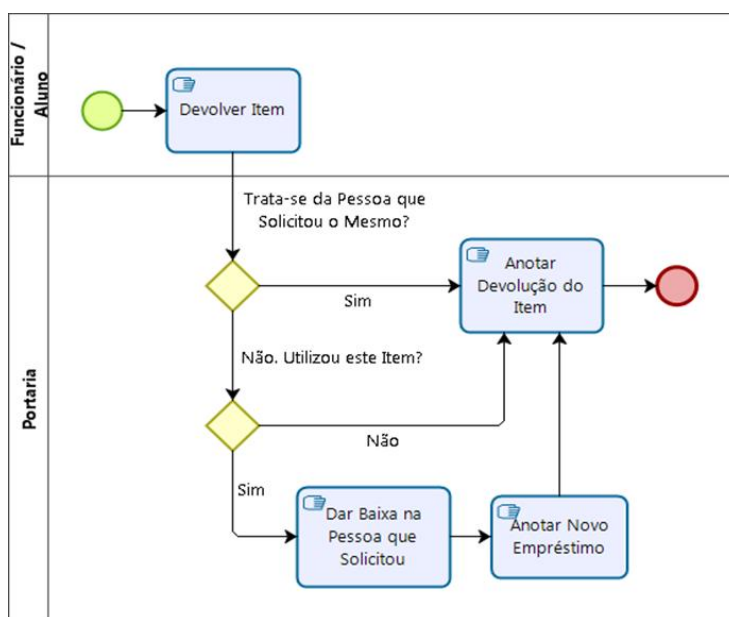 Funcionário /
Aluno
Devolver Item
Portaria
Trata-se da Pessoa que
Solicitou o Mesmo?
Sim
Anotar
Devolução do
Item
Não. Utilizou este Item?
Não
Sim
Dar Baixa na
Pessoa que
Solicitou
Anotar Novo
Empréstimo